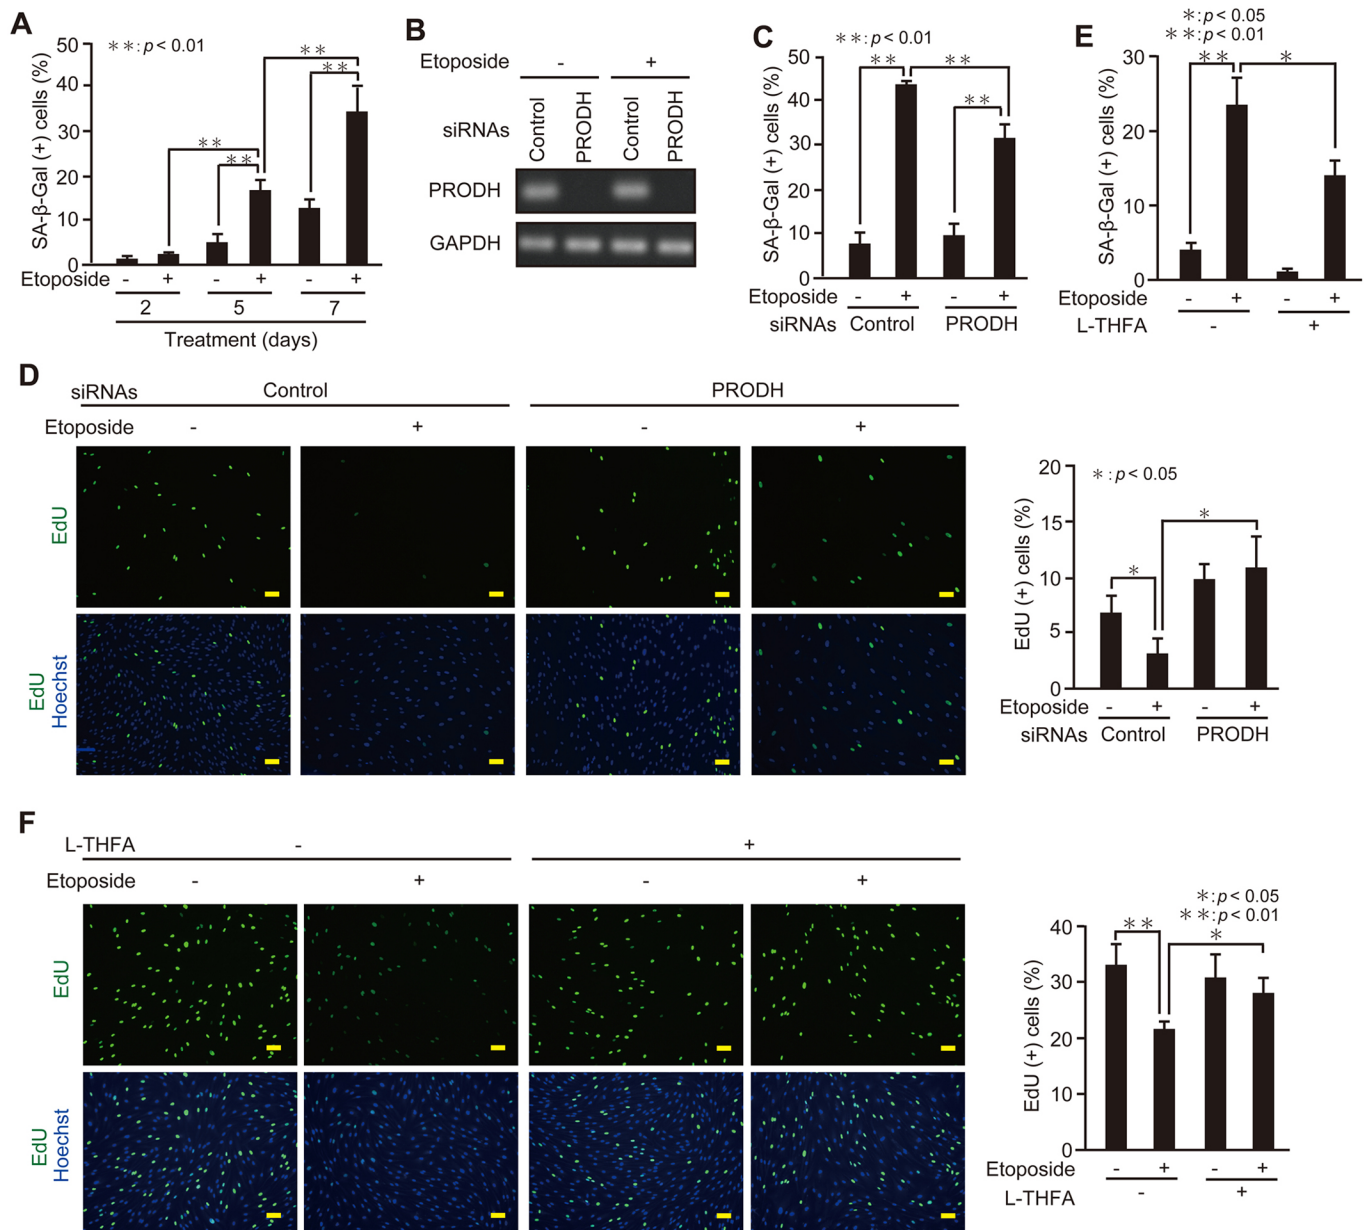 A
**: p < 0.01
SA-β-Gal (+) cells (%)
50
40
30
20
10
0
Etoposide - + - + - +
2 5 7
Treatment (days)
B
Etoposide - +
siRNAs Control PRODH Control PRODH
PRODH
GAPDH
C
**: p < 0.01
SA-β-Gal (+) cells (%)
50
40
30
20
10
0
** **
**
Etoposide - + - +
siRNAs Control PRODH
E
*: p < 0.05
**: p < 0.01
SA-β-Gal (+) cells (%)
30
20
10
0
** *
Etoposide - + - +
L-THFA - +
**
**
**
**
D
siRNAs Control PRODH
Etoposide - + - +
EdU
EdU
Hoechst
*: p < 0.05
EdU (+) cells (%)
20
15
10
5
0
*
*
Etoposide - + - +
siRNAs Control PRODH
F
L-THFA - +
Etoposide - + - +
EdU
EdU
Hoechst
*: p < 0.05
**: p < 0.01
EdU (+) cells (%)
40
30
20
10
0
** *
Etoposide - + - +
L-THFA - +